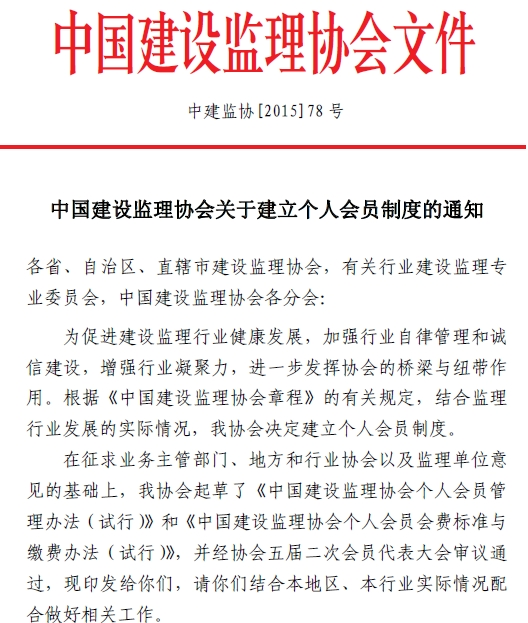 中国建设监理协会文件
中建监协[2015]78 号
中国建设监理协会关于建立个人会员制度的通知
各省、自治区、直辖市建设监理协会，有关行业建设监理专
业委员会，中国建设监理协会各分会：
为促进建设监理行业健康发展，加强行业自律管理和诚
信建设，增强行业凝聚力，进一步发挥协会的桥梁与纽带作
用。根据《中国建设监理协会章程》的有关规定，结合监理
行业发展的实际情况，我协会决定建立个人会员制度。
在征求业务主管部门、地方和行业协会以及监理单位意
见的基础上，我协会起草了《中国建设监理协会个人会员管
理办法（试行）》和《中国建设监理协会个人会员会费标准与
缴费办法（试行）》，并经协会五届二次会员代表大会审议通
过，现印发给你们，请你们结合本地区、本行业实际情况配
合做好相关工作。